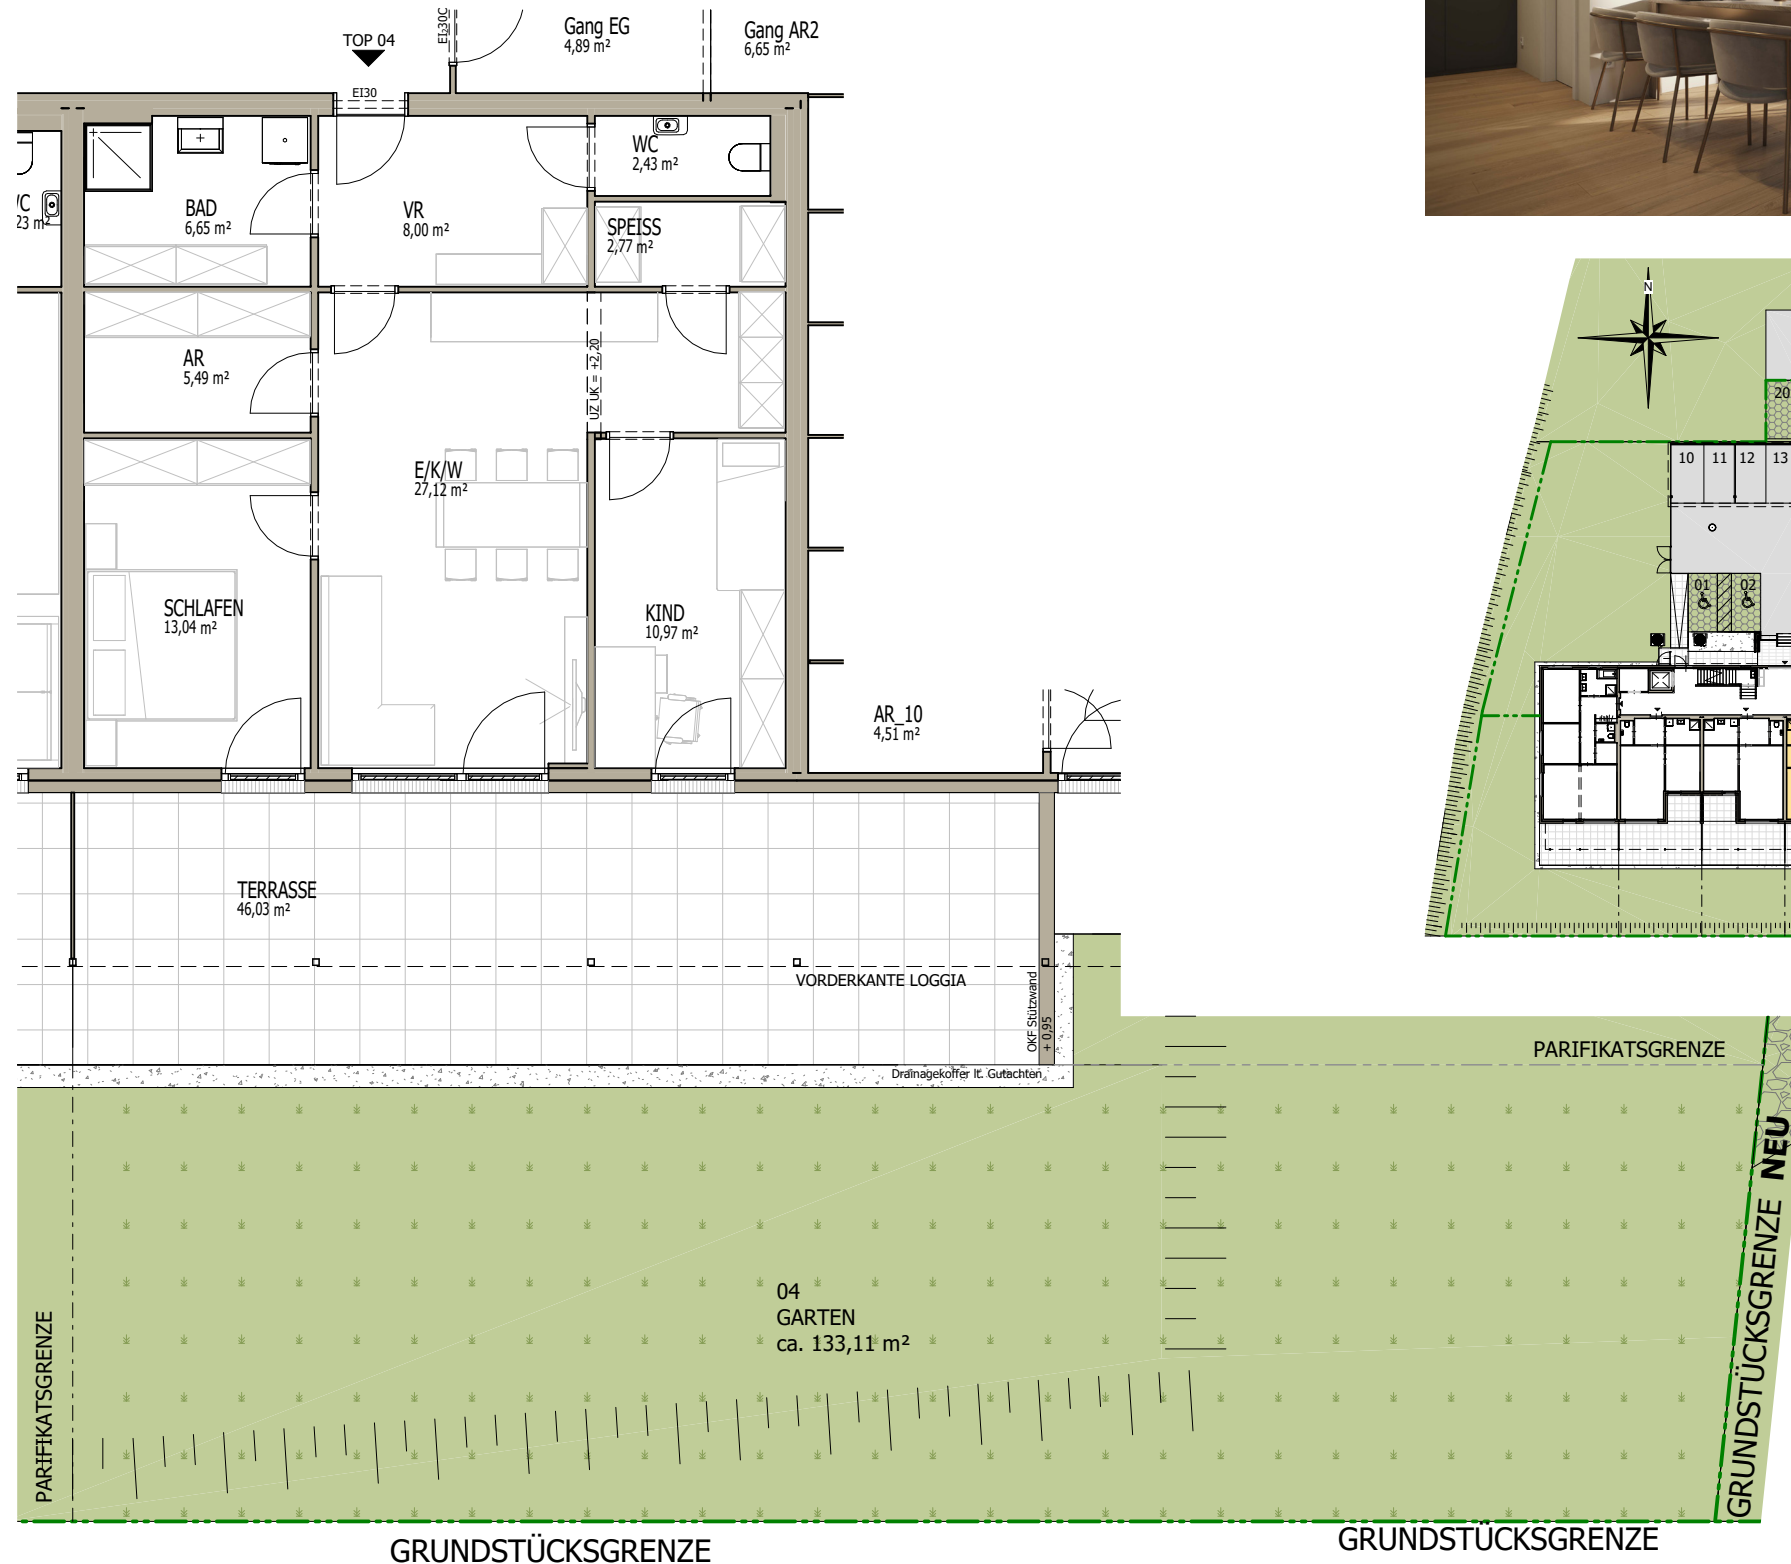 TOP 04
EI30
EI₂30C
Gang EG
4,89 m²
Gang AR2
6,65 m²
WC
2,43 m²
BAD
6,65 m²
VR
8,00 m²
SPEISS
2,77 m²
23 m²
AR
5,49 m²
UZ_UK = +2,20
E/K/W
27,12 m²
SCHLAFEN
13,04 m²
KIND
10,97 m²
AR_10
4,51 m²
TERRASSE
46,03 m²
VORDERKANTE LOGGIA
OKF Stützwand
+ 0,95
Drainagekoffer lt. Gutachten
N
20
10 11 12 13
01 02
PARIFIKATSGRENZE
04
GARTEN
ca. 133,11 m²
PARIFIKATSGRENZE
GRUNDSTÜCKSGRENZE NEU
GRUNDSTÜCKSGRENZE
GRUNDSTÜCKSGRENZE